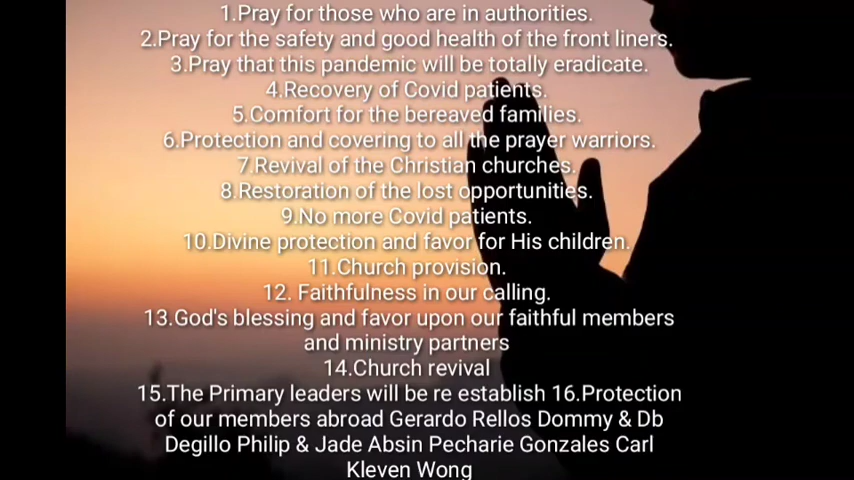 1.Pray for those who are in authorities.
2.Pray for the safety and good health of the front liners.
3.Pray that this pandemic will be totally eradicate.
4.Recovery of Covid patients.
5.Comfort for the bereaved families.
6.Protection and covering to all the prayer warriors.
7.Revival of the Christian churches.
8.Restoration of the lost opportunities.
9.No more Covid patients.
10.Divine protection and favor for His children.
11.Church provision.
12. Faithfulness in our calling.
13.God's blessing and favor upon our faithful members
and ministry partners
14.Church revival
15.The Primary leaders will be re establish 16.Protection
of our members abroad Gerardo Rellos Dommy & Db
Degillo Philip & Jade Absin Pecharie Gonzales Carl
Kleven Wong